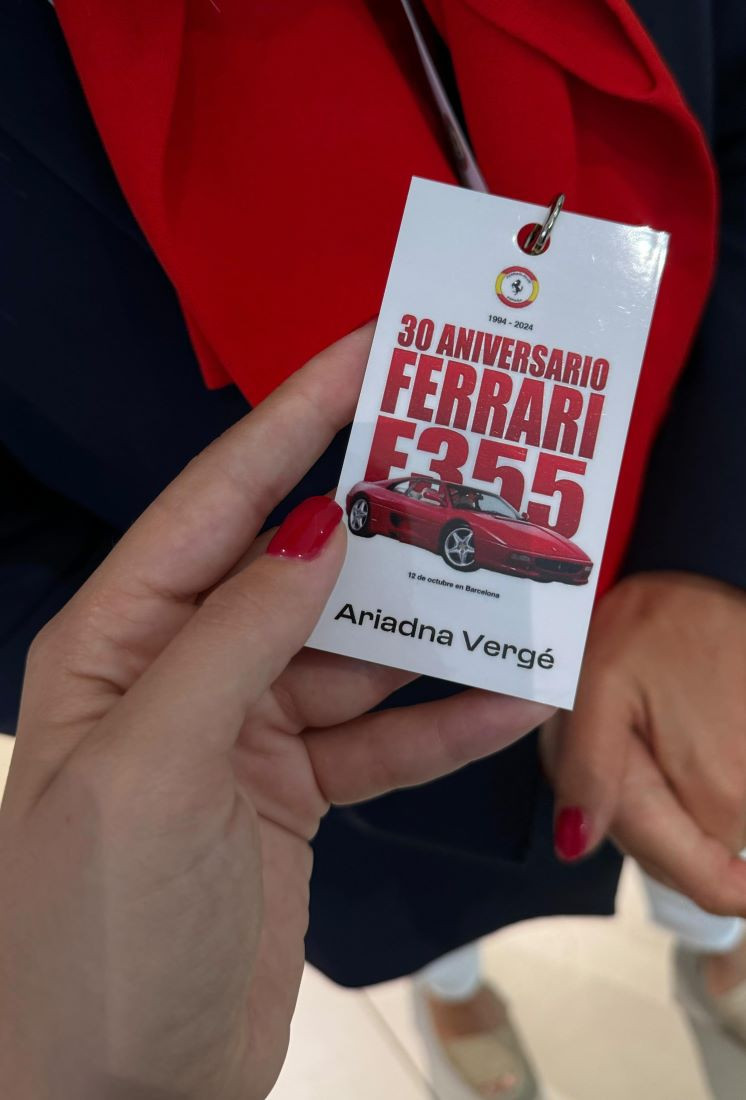 1994 - 2024
30 ANIVERSARIO
FERRARI
F355
12 de octubre en Barcelona
Ariadna Vergé